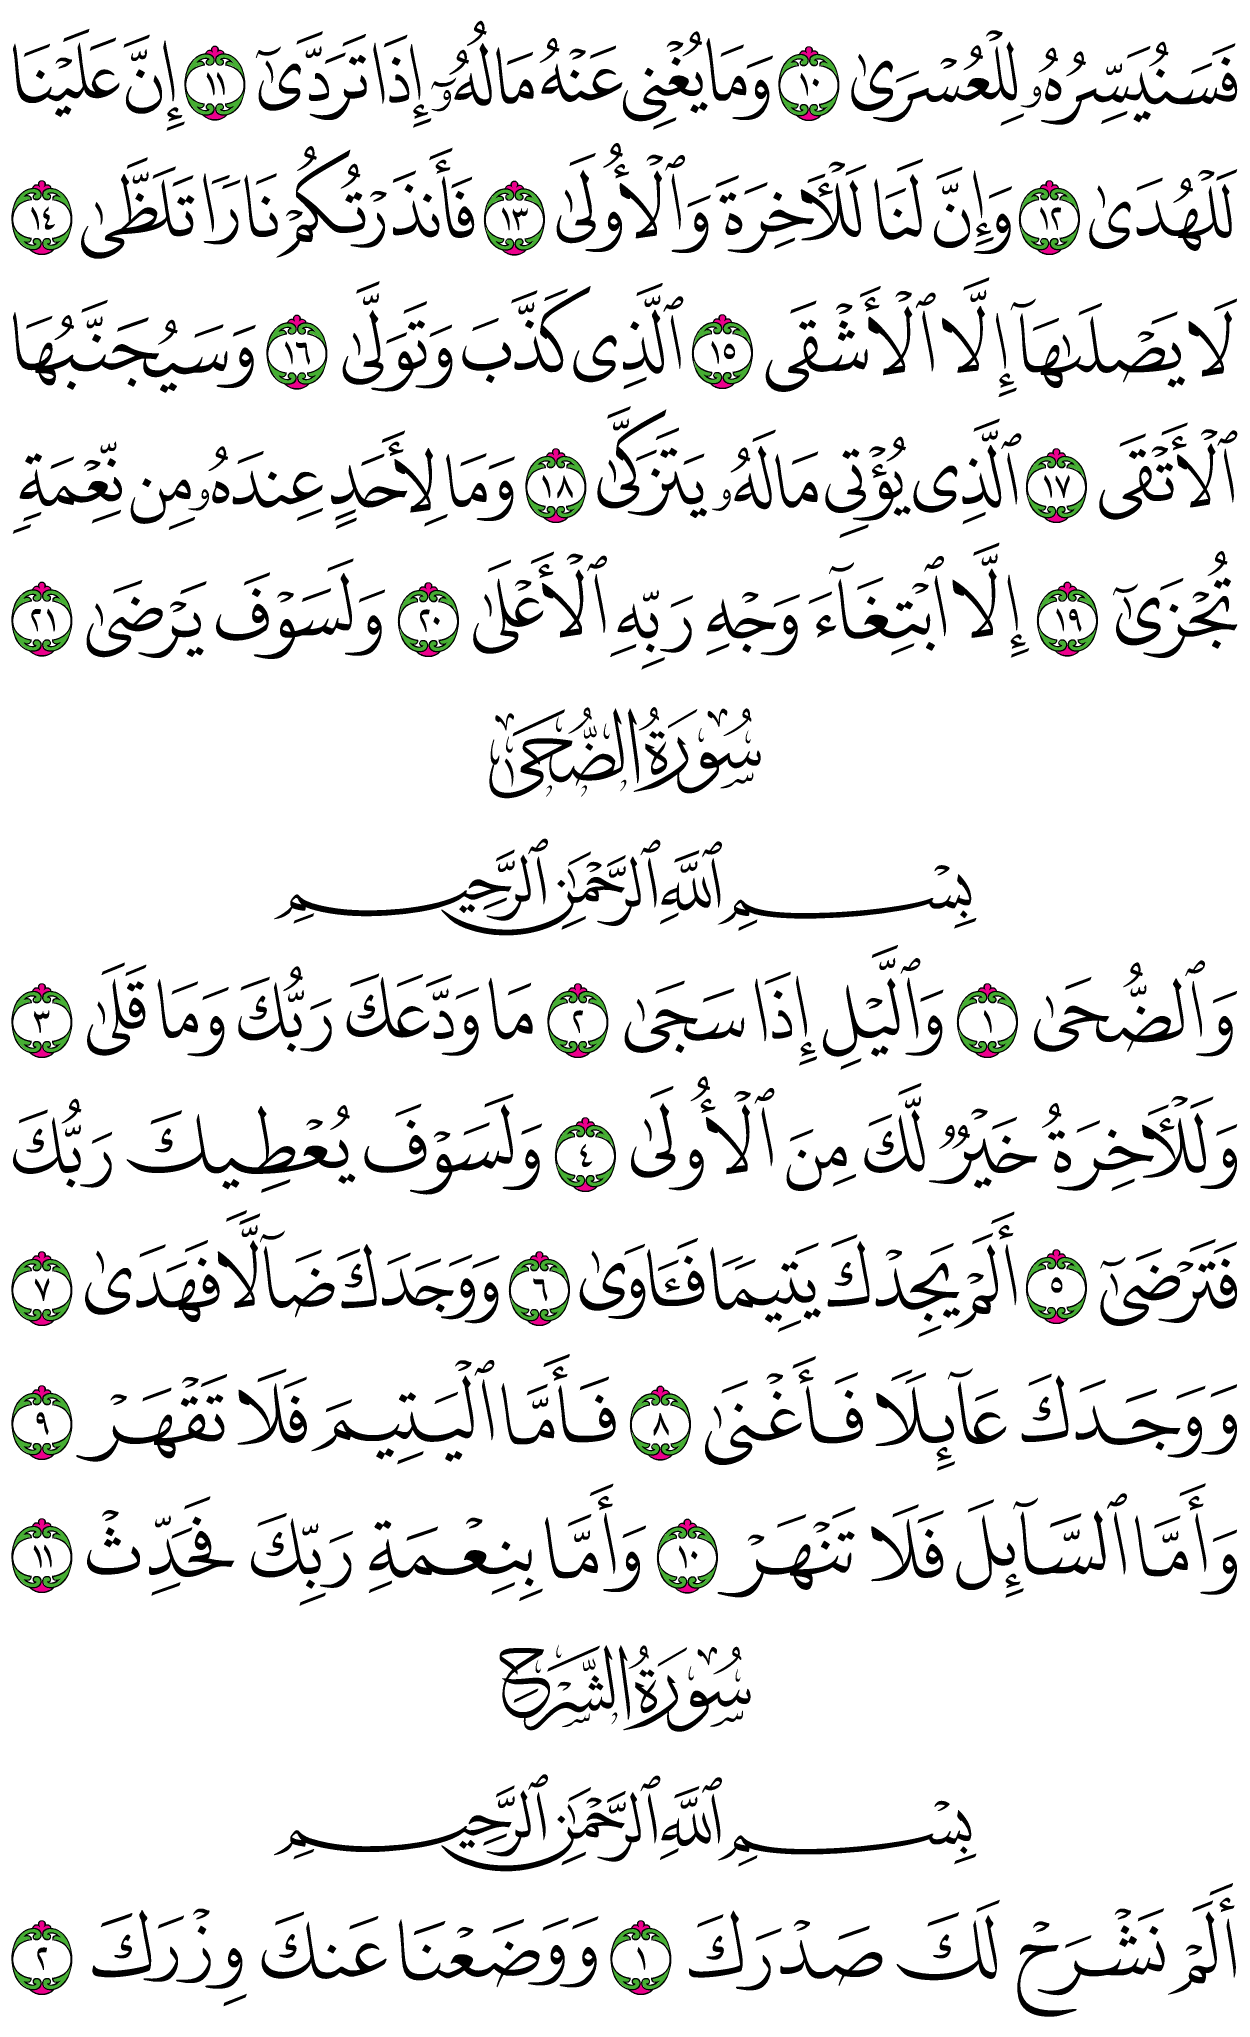 فَسَنُيَسِّرُهُۥ لِلْعُسْرَىٰ ١٠ وَمَا يُغْنِى عَنْهُ مَالُهُۥٓ إِذَا تَرَدَّىٰٓ ١١ إِنَّ عَلَيْنَا
لَلْهُدَىٰ ١٢ وَإِنَّ لَنَا لَلْـَٔاخِرَةَ وَٱلْأُولَىٰ ١٣ فَأَنذَرْتُكُمْ نَارًا تَلَظَّىٰ ١٤
لَا يَصْلَىٰهَآ إِلَّا ٱلْأَشْقَى ١٥ ٱلَّذِى كَذَّبَ وَتَوَلَّىٰ ١٦ وَسَيُجَنَّبُهَا
ٱلْأَتْقَى ١٧ ٱلَّذِى يُؤْتِى مَالَهُۥ يَتَزَكَّىٰ ١٨ وَمَا لِأَحَدٍ عِندَهُۥ مِن نِّعْمَةٍ
تُجْزَىٰٓ ١٩ إِلَّا ٱبْتِغَآءَ وَجْهِ رَبِّهِ ٱلْأَعْلَىٰ ٢٠ وَلَسَوْفَ يَرْضَىٰ ٢١
سُورَةُ الضُّحَىٰ
بِسْمِ ٱللَّهِ ٱلرَّحْمَٰنِ ٱلرَّحِيمِ
وَٱلضُّحَىٰ ١ وَٱلَّيْلِ إِذَا سَجَىٰ ٢ مَا وَدَّعَكَ رَبُّكَ وَمَا قَلَىٰ ٣
وَلَلْـَٔاخِرَةُ خَيْرٌ لَّكَ مِنَ ٱلْأُولَىٰ ٤ وَلَسَوْفَ يُعْطِيكَ رَبُّكَ
فَتَرْضَىٰٓ ٥ أَلَمْ يَجِدْكَ يَتِيمًا فَـَٔاوَىٰ ٦ وَوَجَدَكَ ضَآلًّا فَهَدَىٰ ٧
وَوَجَدَكَ عَآئِلًا فَأَغْنَىٰ ٨ فَأَمَّا ٱلْيَتِيمَ فَلَا تَقْهَرْ ٩
وَأَمَّا ٱلسَّآئِلَ فَلَا تَنْهَرْ ١٠ وَأَمَّا بِنِعْمَةِ رَبِّكَ فَحَدِّثْ ١١
سُورَةُ الشَّرْحِ
بِسْمِ ٱللَّهِ ٱلرَّحْمَٰنِ ٱلرَّحِيمِ
أَلَمْ نَشْرَحْ لَكَ صَدْرَكَ ١ وَوَضَعْنَا عَنكَ وِزْرَكَ ٢